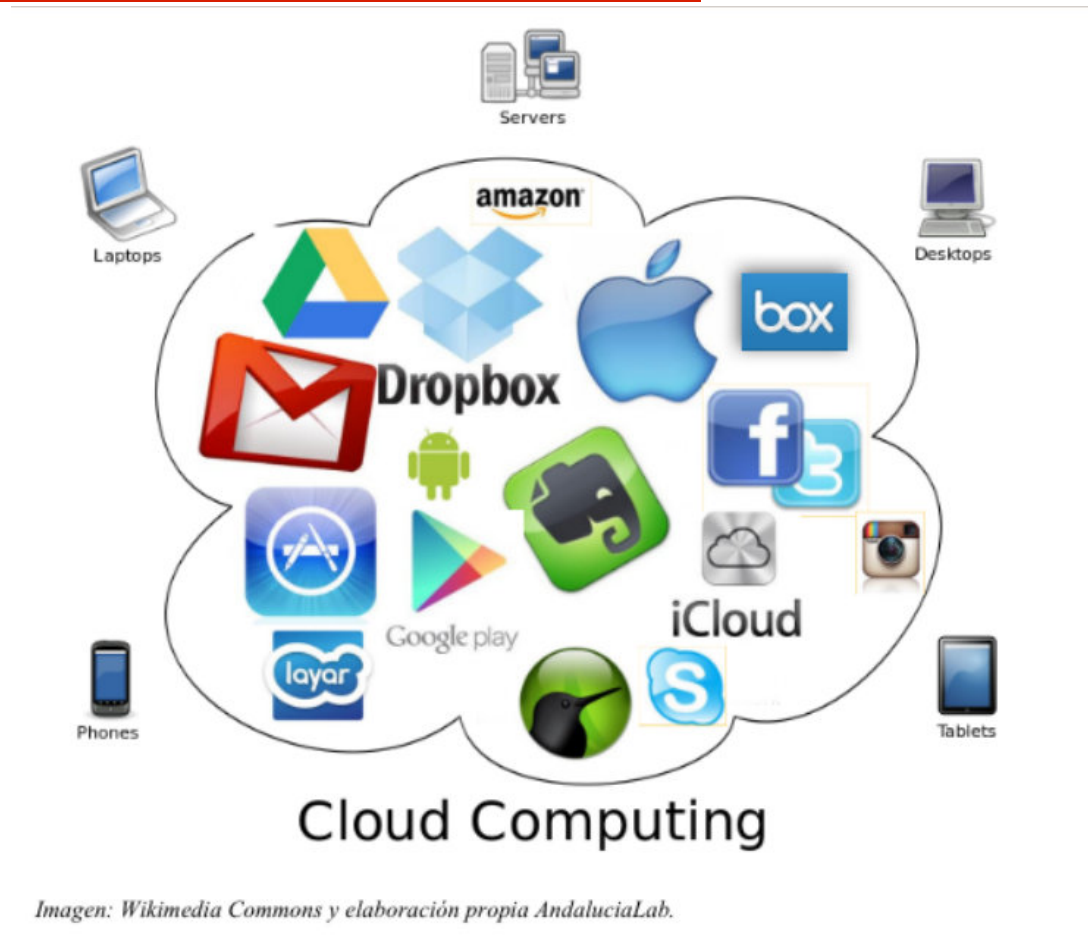 Servers
Laptops
Desktops
amazon
box
Dropbox
f
t
iCloud
Google play
layar
S
Phones
Tablets
Cloud Computing
Imagen: Wikimedia Commons y elaboración propia AndaluciaLab.